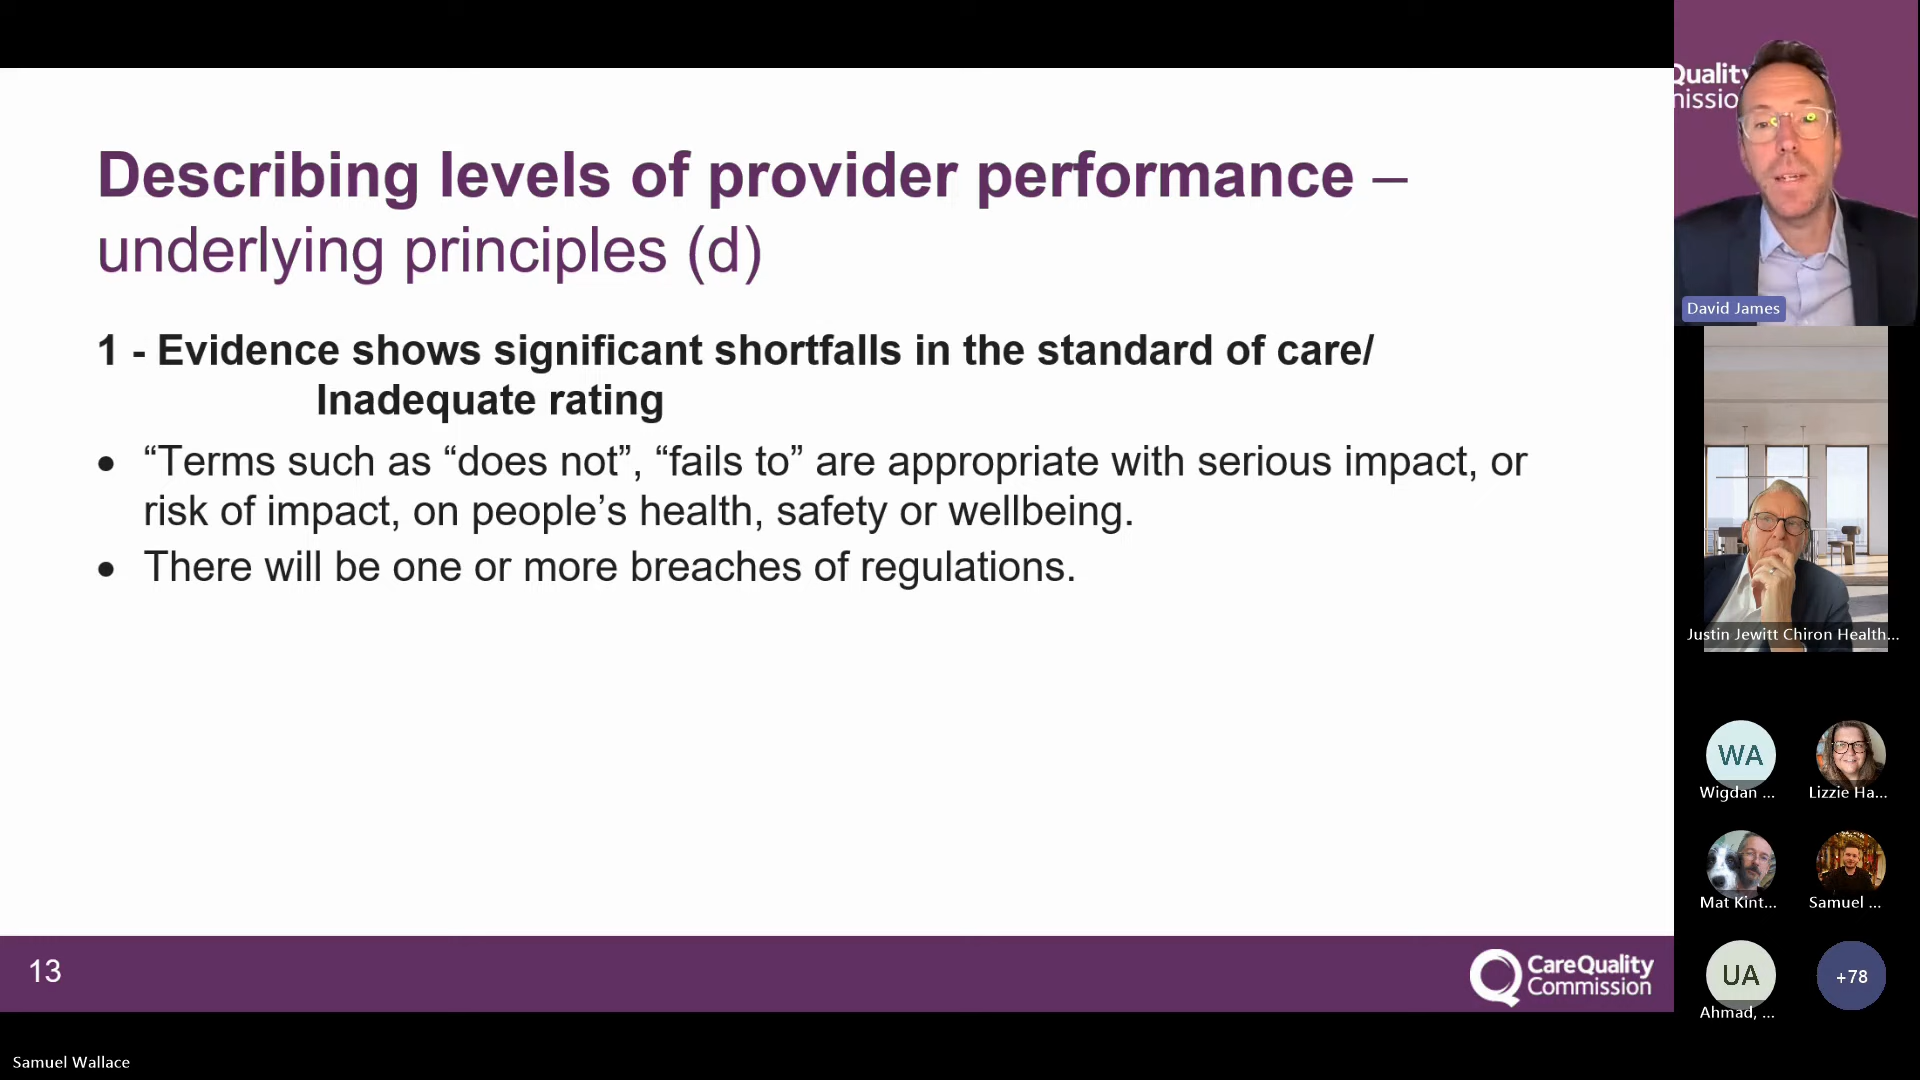 Describing levels of provider performance –
underlying principles (d)
1 - Evidence shows significant shortfalls in the standard of care/
Inadequate rating
• “Terms such as “does not”, “fails to” are appropriate with serious impact, or
risk of impact, on people’s health, safety or wellbeing.
• There will be one or more breaches of regulations.
13
CareQuality
Commission
Samuel Wallace
Quality
nissio
David James
Justin Jewitt Chiron Health...
WA
Wigdan ...
Lizzie Ha...
Mat Kint...
Samuel ...
UA
Ahmad, ...
+78